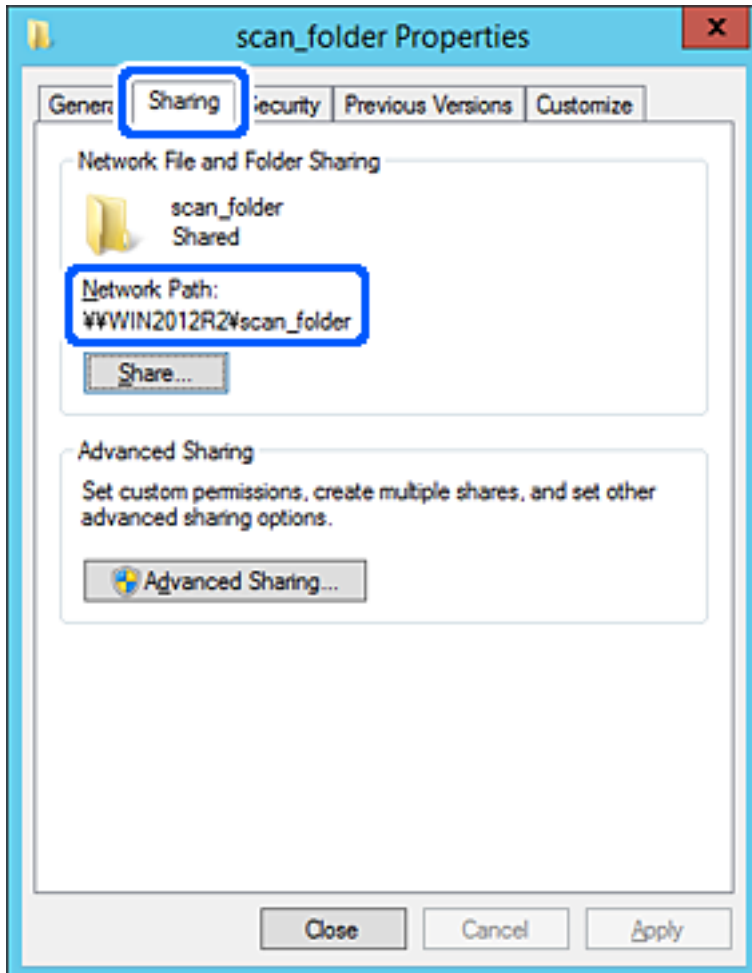 scan_folder Properties
x
Genera Sharing ecurity Previous Versions Customize
Network File and Folder Sharing
scan_folder
Shared
Network Path:
¥¥WIN2012R2¥scan_folder
Share...
Advanced Sharing
Set custom permissions, create multiple shares, and set other
advanced sharing options.
Advanced Sharing...
Close Cancel Apply